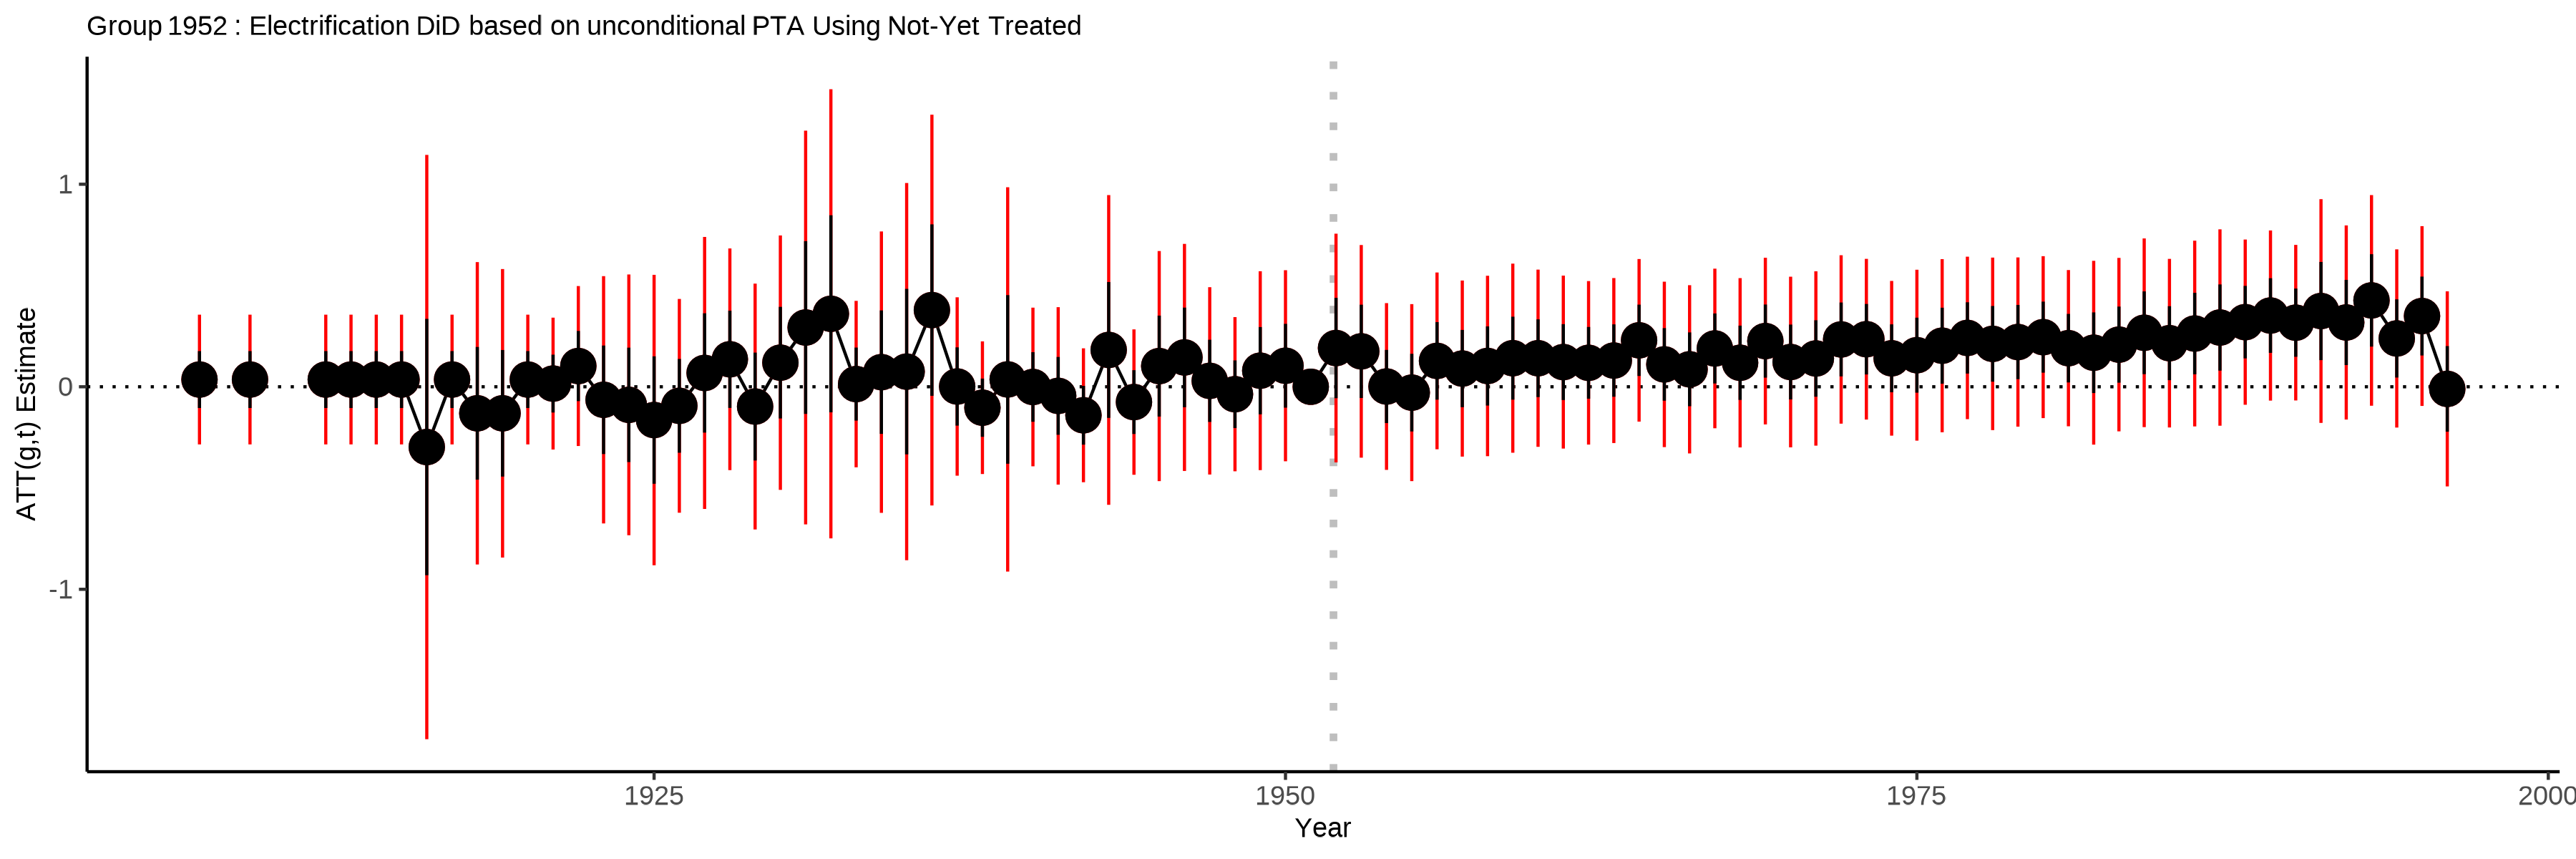 Group 1952 : Electrification DiD based on unconditional PTA Using Not-Yet Treated
ATT(g,t) Estimate
1
0
-1
1925
1950
1975
2000
Year